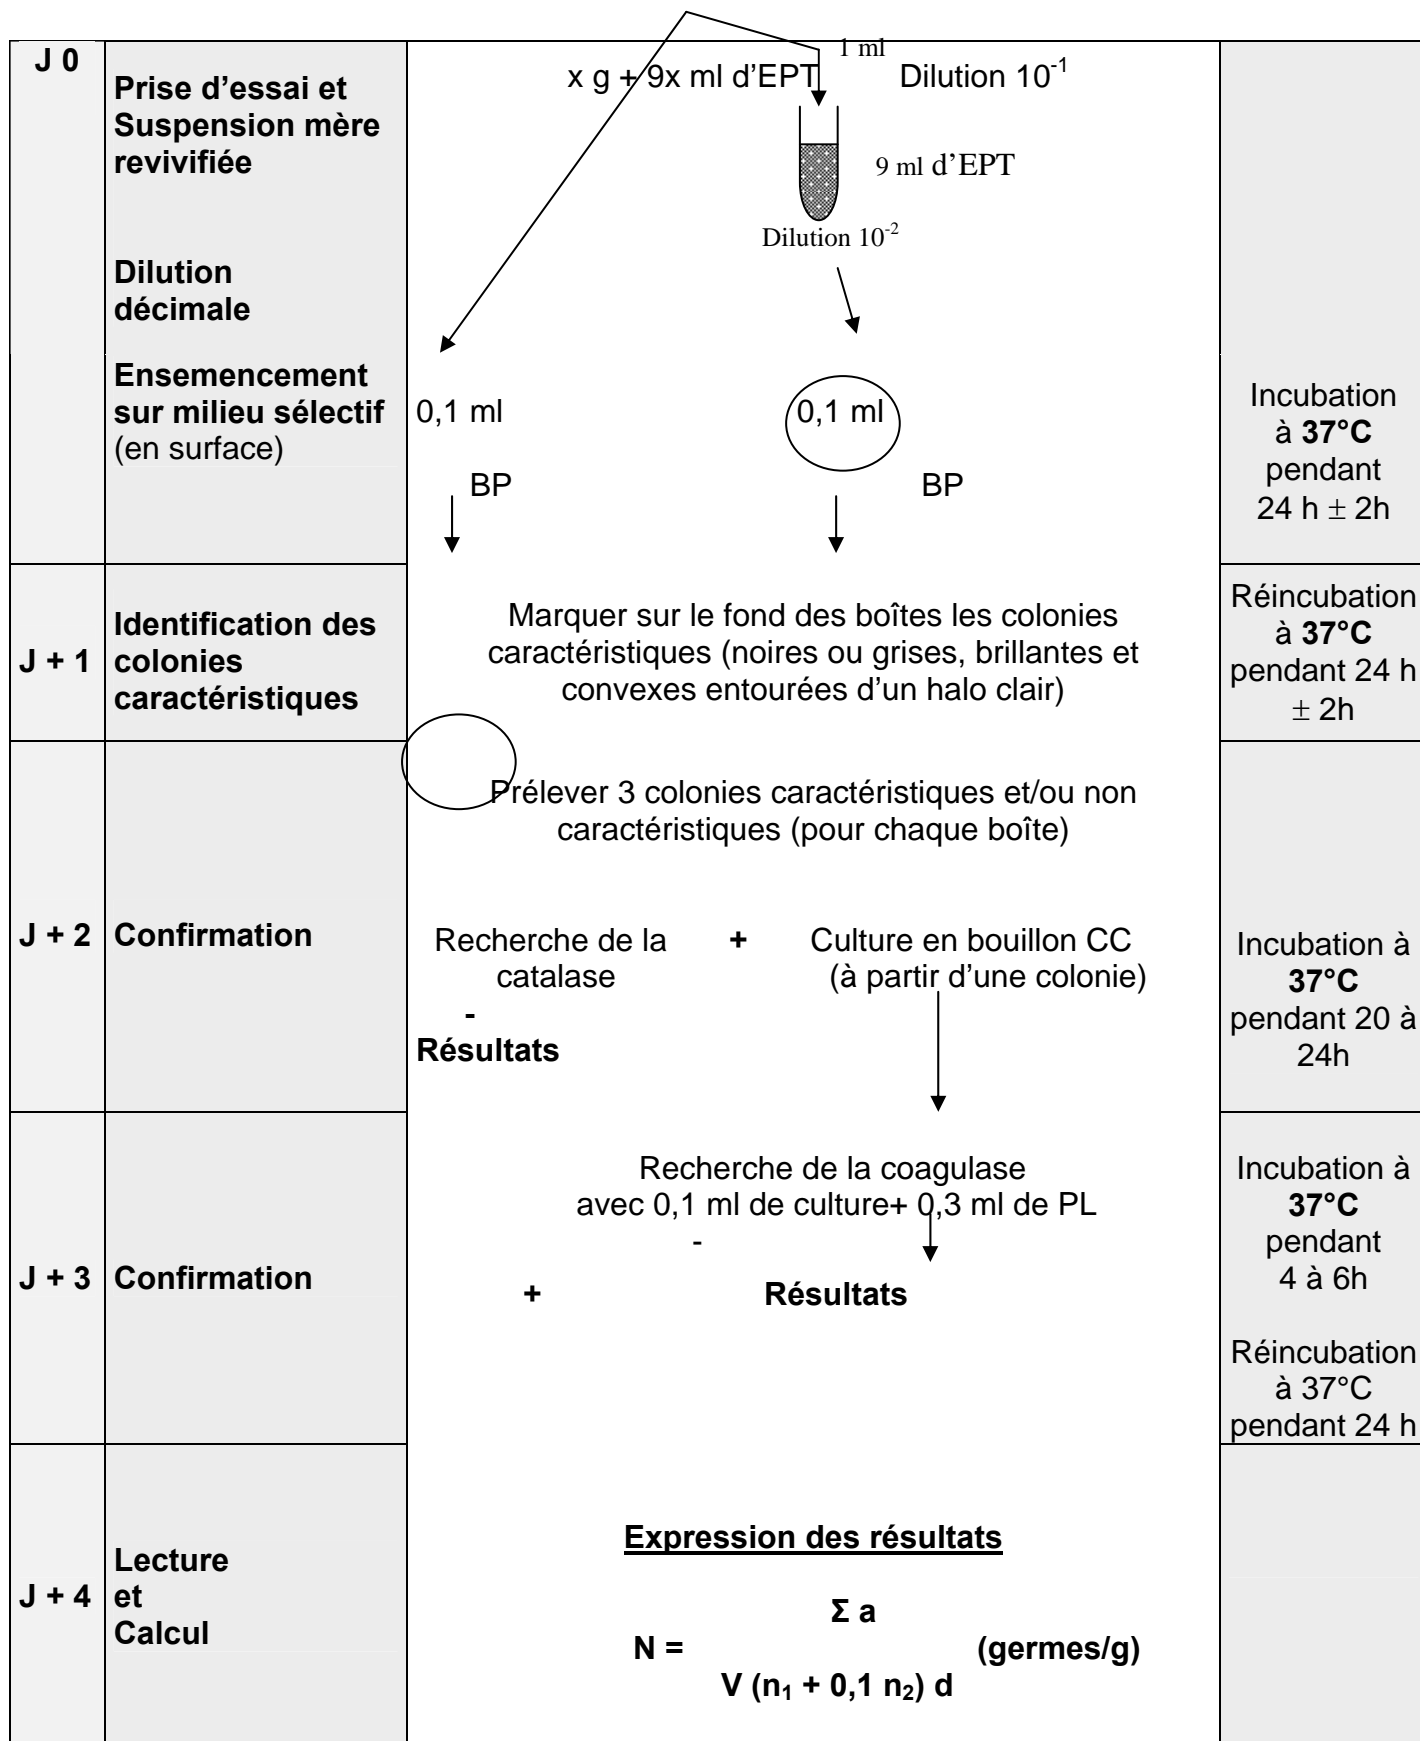 J 0
Prise d'essai et
Suspension mère
revivifiée
Dilution
décimale
Ensemencement
sur milieu sélectif
(en surface)
1 ml
x g + 9x ml d'EPT Dilution 10⁻¹
9 ml d'EPT
Dilution 10⁻²
0,1 ml 0,1 ml
BP BP
Incubation
à 37°C
pendant
24 h ± 2h
J + 1
Identification des
colonies
caractéristiques
Marquer sur le fond des boîtes les colonies
caractéristiques (noires ou grises, brillantes et
convexes entourées d'un halo clair)
Réincubation
à 37°C
pendant 24 h
± 2h
J + 2
Confirmation
Prélever 3 colonies caractéristiques et/ou non
caractéristiques (pour chaque boîte)
Recherche de la + Culture en bouillon CC
catalase (à partir d'une colonie)
-
Résultats
Incubation à
37°C
pendant 20 à
24h
J + 3
Confirmation
Recherche de la coagulase
avec 0,1 ml de culture+ 0,3 ml de PL
-
+ Résultats
Incubation à
37°C
pendant
4 à 6h
Réincubation
à 37°C
pendant 24 h
J + 4
Lecture
et
Calcul
Expression des résultats
Σ a
N = (germes/g)
V (n₁ + 0,1 n₂) d